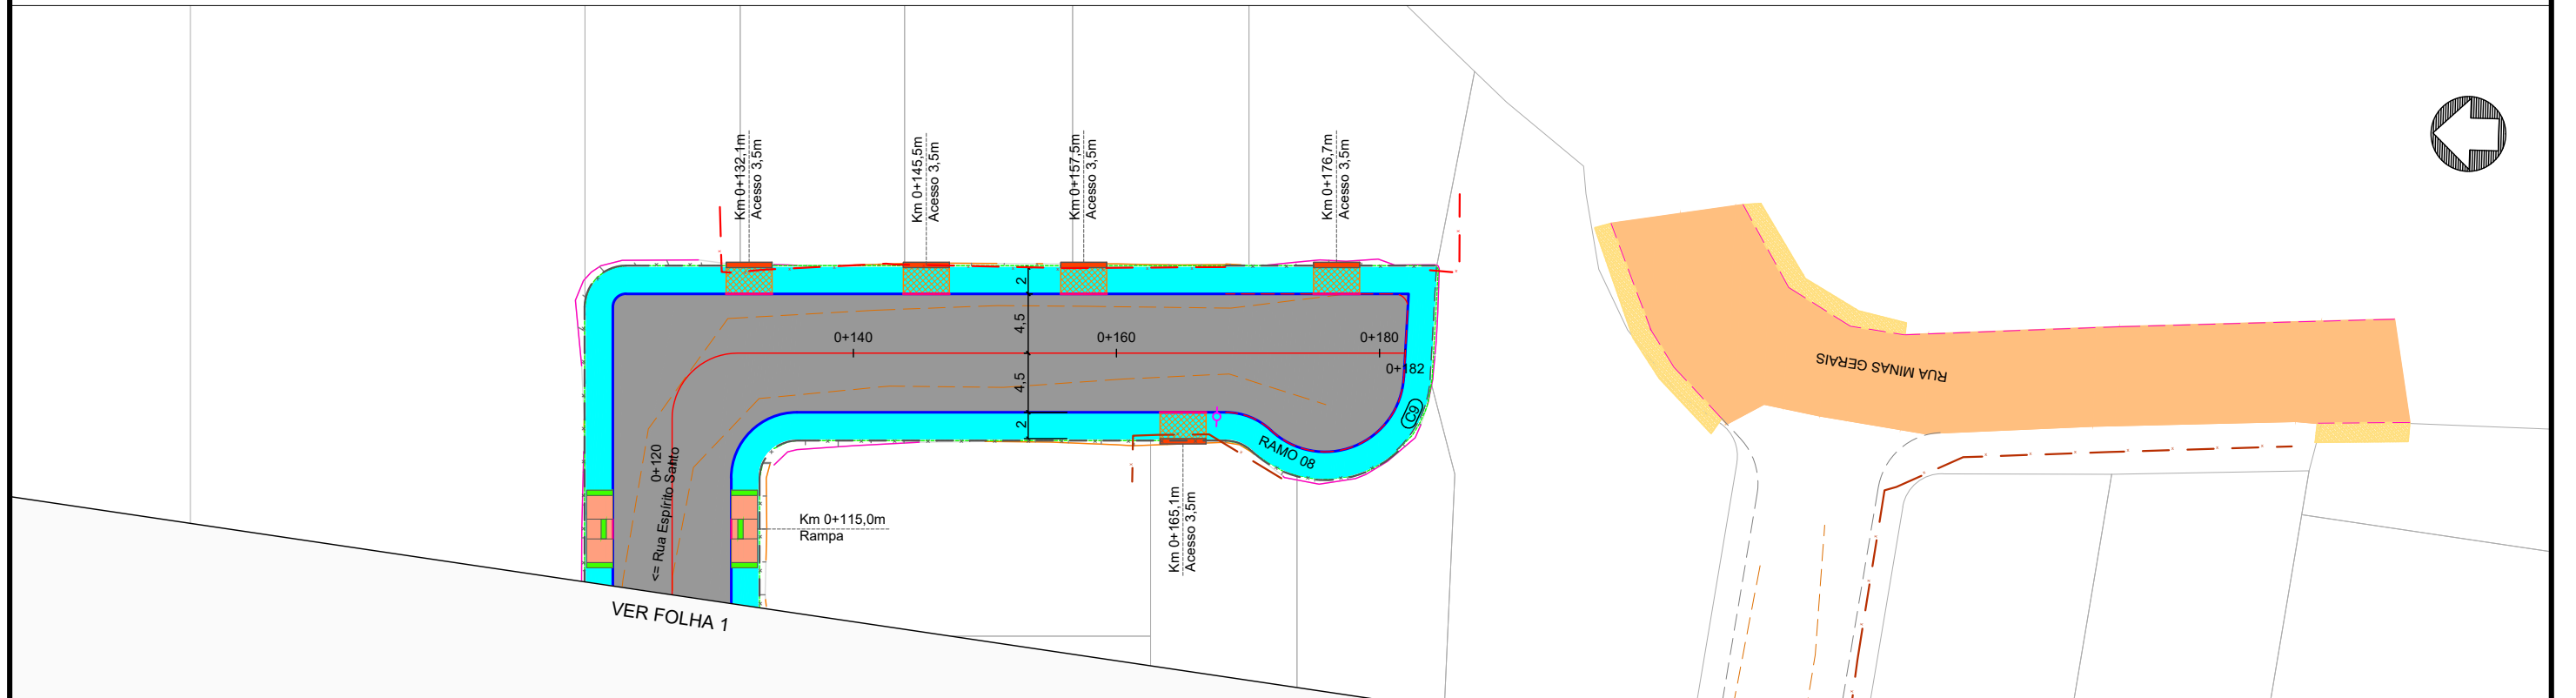 Km 0+132,1m
Acesso 3,5m
Km 0+145,5m
Acesso 3,5m
Km 0+157,5m
Acesso 3,5m
Km 0+176,7m
Acesso 3,5m
2
4,5
4,5
2
0+140
0+160
0+180
0+182
C9
RAMO 08
0+120
<= Rua Espírito Santo
Km 0+115,0m
Rampa
Km 0+165,1m
Acesso 3,5m
VER FOLHA 1
RUA MINAS GERAIS